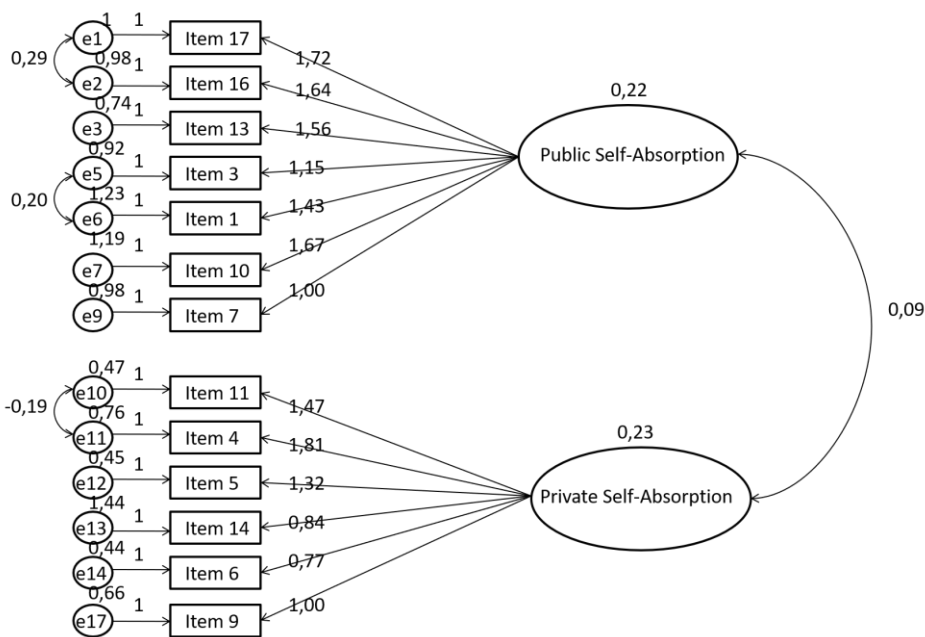 1 1
e1 Item 17
0,29 0,98 1 1,72
e2 Item 16 1,64 0,22
0,74 1
e3 Item 13 1,56
0,92 1 Public Self-Absorption
e5 Item 3 1,15
0,20 1,23 1
e6 Item 1 1,43
1,19 1
e7 Item 10 1,67
0,98 1
e9 Item 7 1,00
0,09
0,47 1
e10 Item 11
-0,19 0,76 1 1,47
e11 Item 4 1,81 0,23
0,45 1
e12 Item 5 1,32
1,44 1 Private Self-Absorption
e13 Item 14 0,84
0,44 1
e14 Item 6 0,77
0,66 1
e17 Item 9 1,00